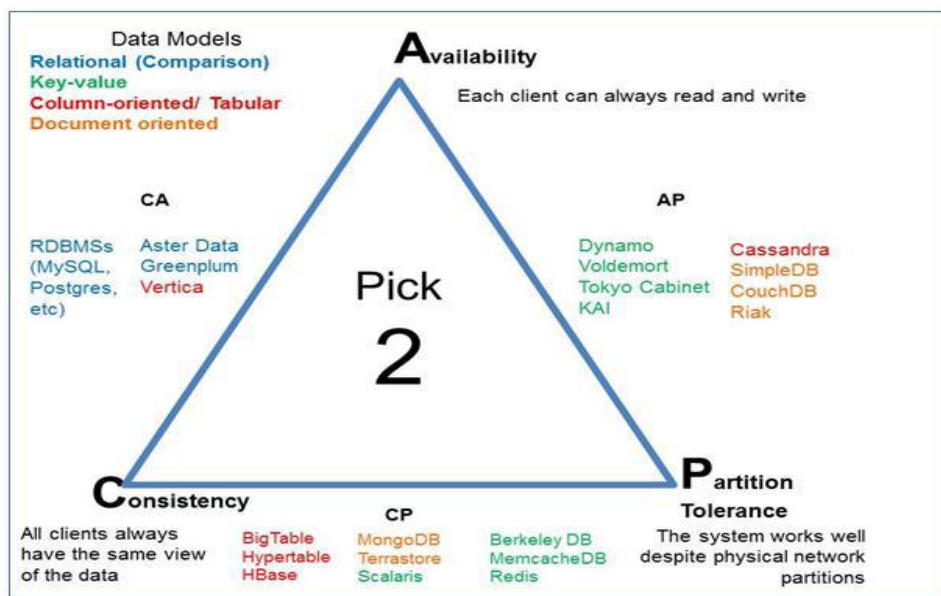 Data Models
Relational (Comparison)
Key-value
Column-oriented/ Tabular
Document oriented
Availability
Each client can always read and write
CA
RDBMSs
(MySQL,
Postgres,
etc)
Aster Data
Greenplum
Vertica
Pick
2
AP
Dynamo
Voldemort
Tokyo Cabinet
KAI
Cassandra
SimpleDB
CouchDB
Riak
Consistency
All clients always
have the same view
of the data
CP
BigTable
Hypertable
HBase
MongoDB
Terrastore
Scalaris
Berkeley DB
MemcacheDB
Redis
Partition
Tolerance
The system works well
despite physical network
partitions